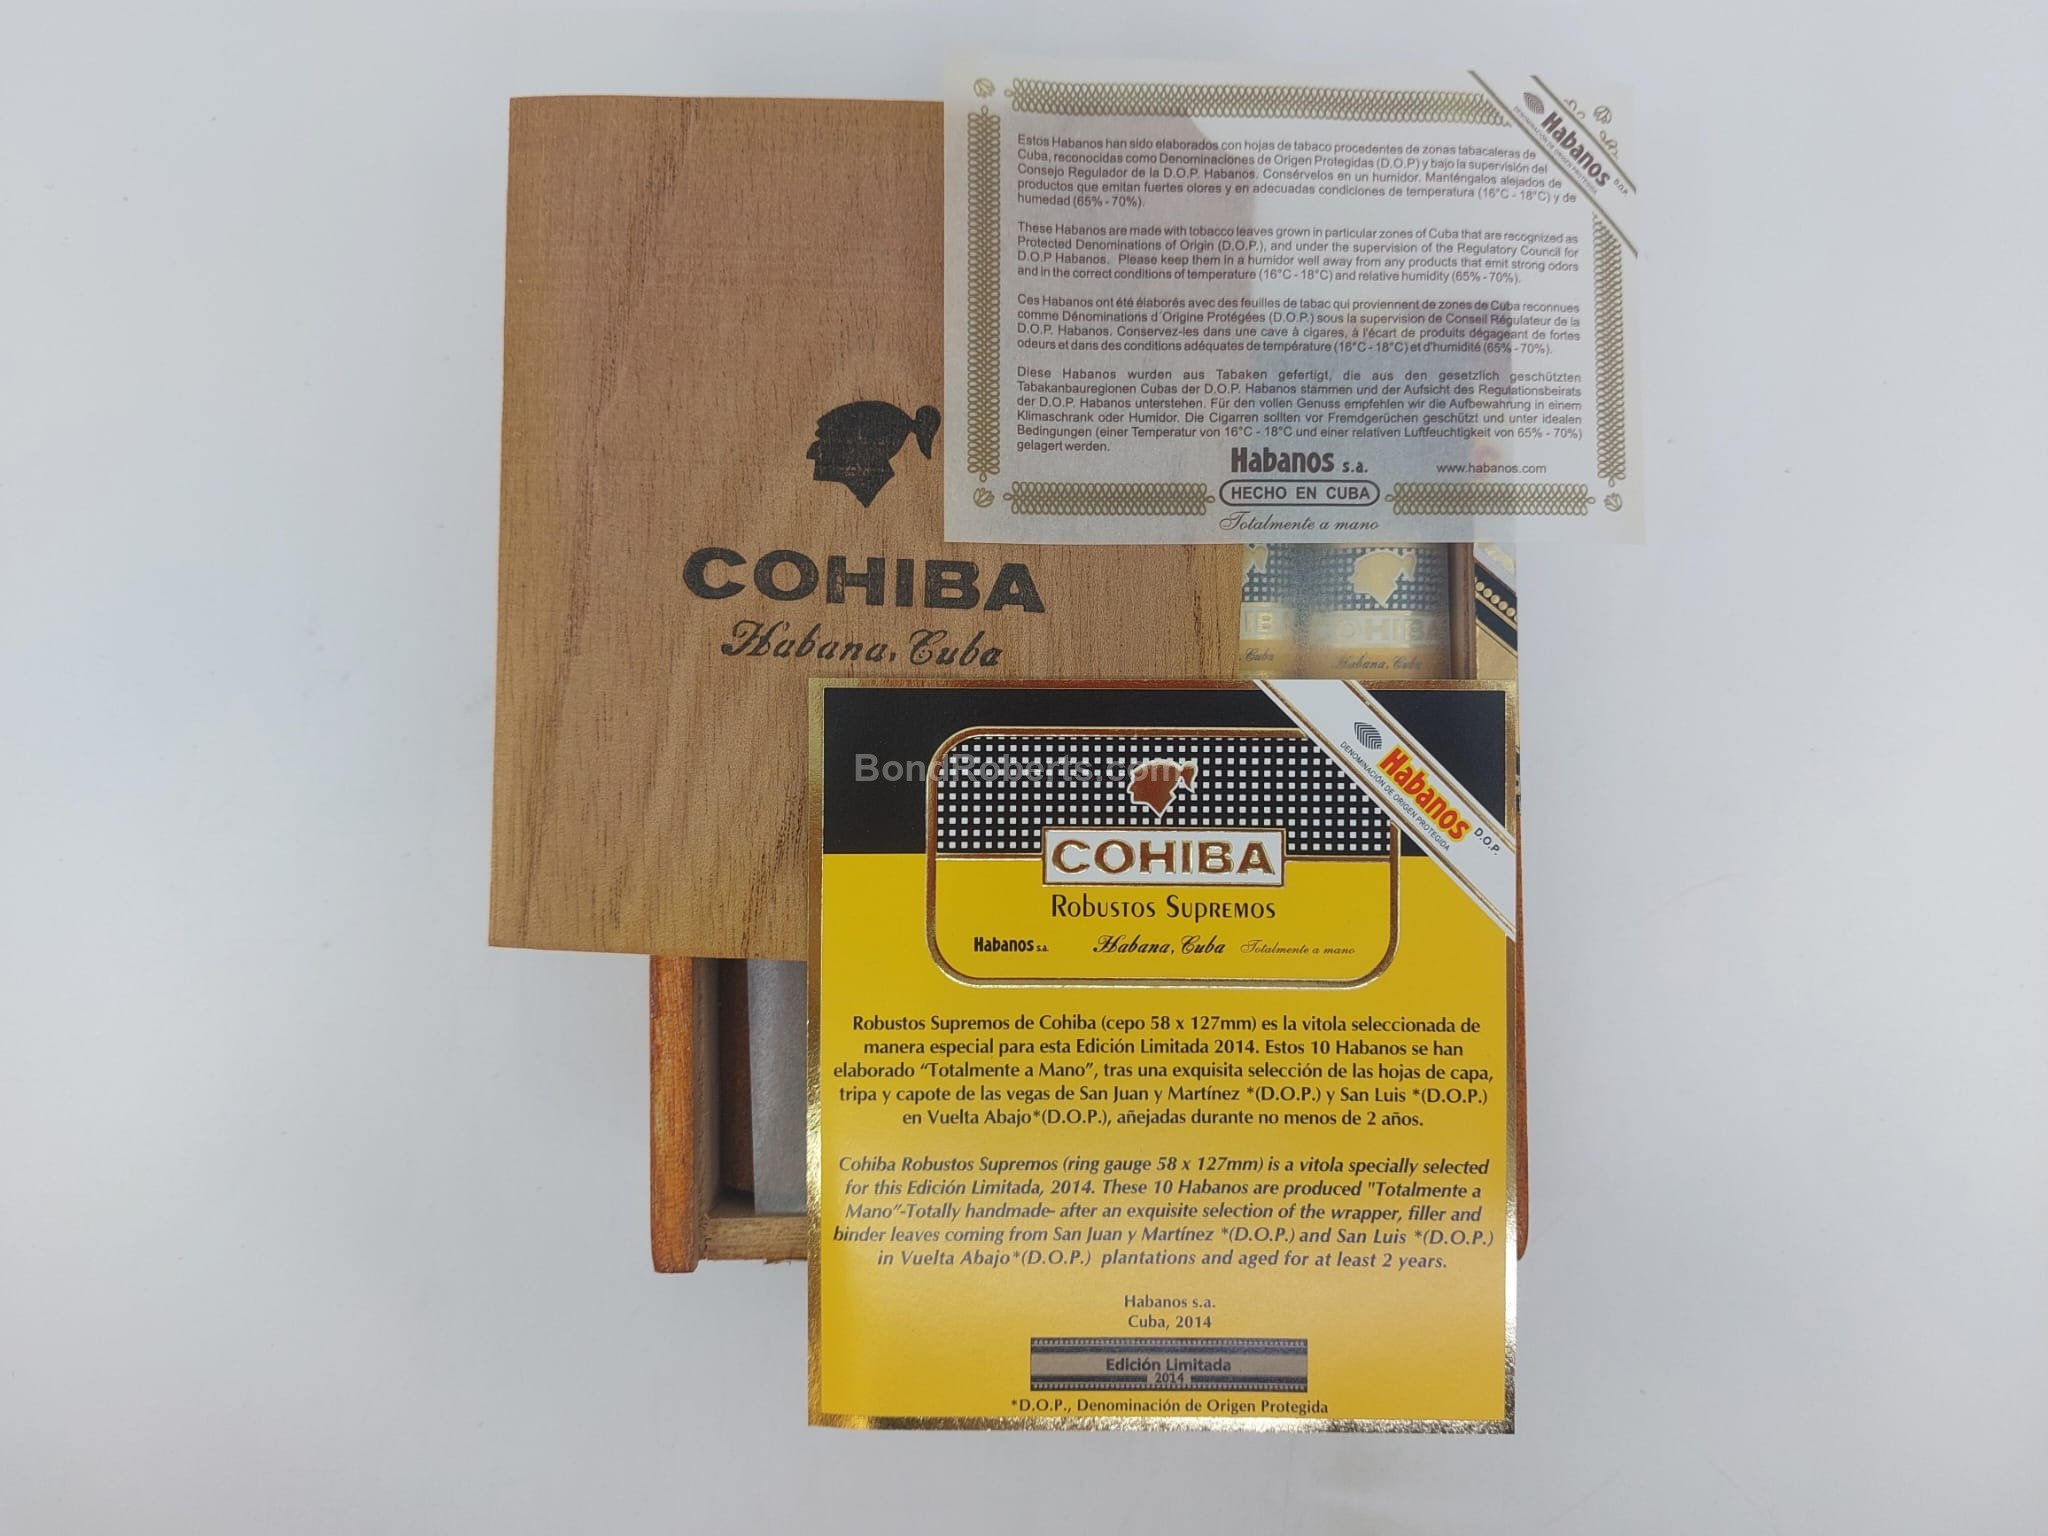 Estos Habanos han sido elaborados con hojas de tabaco procedentes de zonas tabacaleras de
Cuba, reconocidas como Denominaciones de Origen Protegidas (D.O.P) y bajo la supervisión del
Consejo Regulador de la D.O.P. Habanos. Consérvelos en un humidor. Manténgalos alejados de
productos que emitan fuertes olores y en adecuadas condiciones de temperatura (16°C - 18°C) y de
humedad (65% - 70%).
These Habanos are made with tobacco leaves grown in particular zones of Cuba that are recognized as
Protected Denominations of Origin (D.O.P.), and under the supervision of the Regulatory Council for
D.O.P Habanos. Please keep them in a humidor well away from any products that emit strong odors
and in the correct conditions of temperature (16°C - 18°C) and relative humidity (65% - 70%).
Ces Habanos ont été élaborés avec des feuilles de tabac qui proviennent de zones de Cuba reconnues
comme Dénominations d´Origine Protégées (D.O.P.) sous la supervision de Conseil Régulateur de la
D.O.P. Habanos. Conservez-les dans une cave à cigares, à l'écart de produits dégageant de fortes
odeurs et dans des conditions adéquates de température (16°C - 18°C) et d'humidité (65% - 70%).
Diese Habanos wurden aus Tabaken gefertigt, die aus den gesetzlich geschützten
Tabakanbauregionen Cubas der D.O.P. Habanos stammen und der Aufsicht des Regulationsbeirats
der D.O.P. Habanos unterstehen. Für den vollen Genuss empfehlen wir die Aufbewahrung in einem
Klimaschrank oder Humidor. Die Cigarren sollten vor Fremdgerüchen geschützt und unter idealen
Bedingungen (einer Temperatur von 16°C - 18°C und einer relativen Luftfeuchtigkeit von 65% - 70%)
gelagert werden.
Habanos s.a.
www.habanos.com
HECHO EN CUBA
Totalmente a mano
Habanos D.O.P.
DENOMINACIÓN DE ORIGEN PROTEGIDA
COHIBA
Habana, Cuba
Cuba
COHIBA
Habana, Cuba
BondRoberts.com
Habanos D.O.P.
DENOMINACIÓN DE ORIGEN PROTEGIDA
COHIBA
Robustos Supremos
Habanos s.a. Habana, Cuba Totalmente a mano
Robustos Supremos de Cohiba (cepo 58 x 127mm) es la vitola seleccionada de
manera especial para esta Edición Limitada 2014. Estos 10 Habanos se han
elaborado “Totalmente a Mano”, tras una exquisita selección de las hojas de capa,
tripa y capote de las vegas de San Juan y Martínez *(D.O.P.) y San Luis *(D.O.P.)
en Vuelta Abajo*(D.O.P.), añejadas durante no menos de 2 años.
Cohiba Robustos Supremos (ring gauge 58 x 127mm) is a vitola specially selected
for this Edición Limitada, 2014. These 10 Habanos are produced "Totalmente a
Mano”-Totally handmade- after an exquisite selection of the wrapper, filler and
binder leaves coming from San Juan y Martínez *(D.O.P.) and San Luis *(D.O.P.)
in Vuelta Abajo*(D.O.P.) plantations and aged for at least 2 years.
Habanos s.a.
Cuba, 2014
Edición Limitada
2014
*D.O.P., Denominación de Origen Protegida